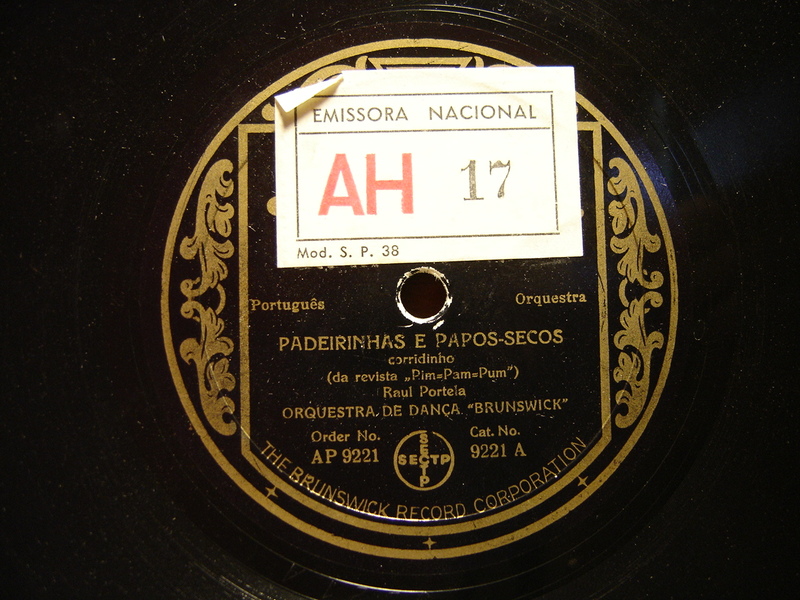 EMISSORA NACIONAL
AH 17
Mod. S. P. 38
Português Orquestra
PADEIRINHAS E PAPOS-SECOS
corridinho
(da revista „Pim=Pam=Pum”)
Raul Portela
ORQUESTRA DE DANÇA “BRUNSWICK”
Order No. Cat. No.
AP 9221 9221 A
SECTP
SECTP
THE BRUNSWICK RECORD CORPORATION